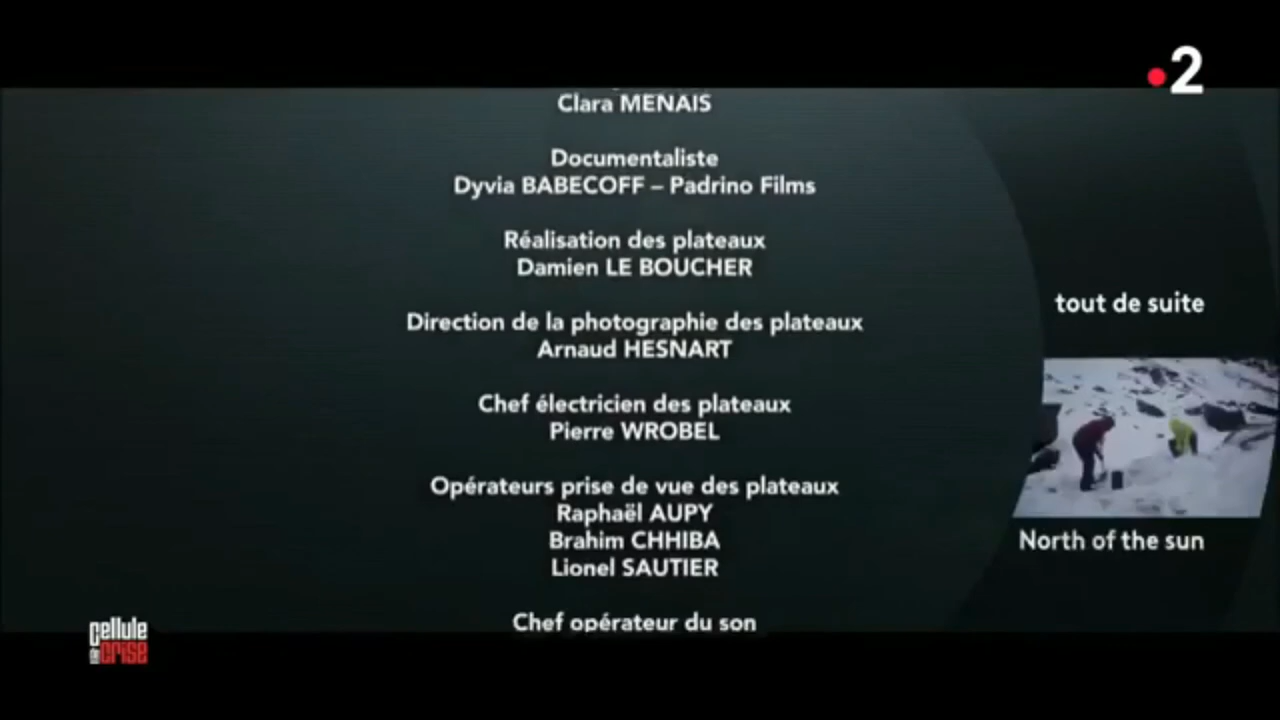 2
Clara MENAIS
Documentaliste
Dyvia BABECOFF – Padrino Films
Réalisation des plateaux
Damien LE BOUCHER
Direction de la photographie des plateaux
Arnaud HESNART
Chef électricien des plateaux
Pierre WROBEL
Opérateurs prise de vue des plateaux
Raphaël AUPY
Brahim CHHIBA
Lionel SAUTIER
Chef opérateur du son
tout de suite
North of the sun
cellule
de crise